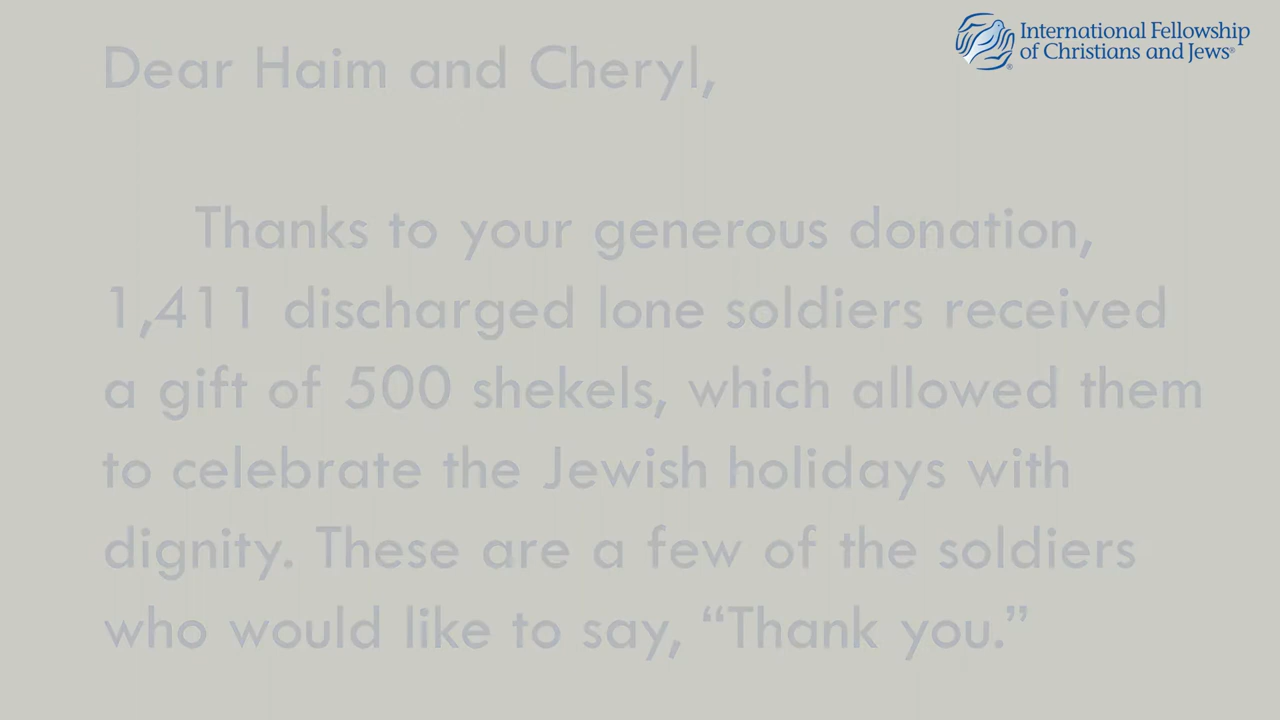 International Fellowship
of Christians and Jews®
Dear Haim and Cheryl,
Thanks to your generous donation,
1,411 discharged lone soldiers received
a gift of 500 shekels, which allowed them
to celebrate the Jewish holidays with
dignity. These are a few of the soldiers
who would like to say, “Thank you.”